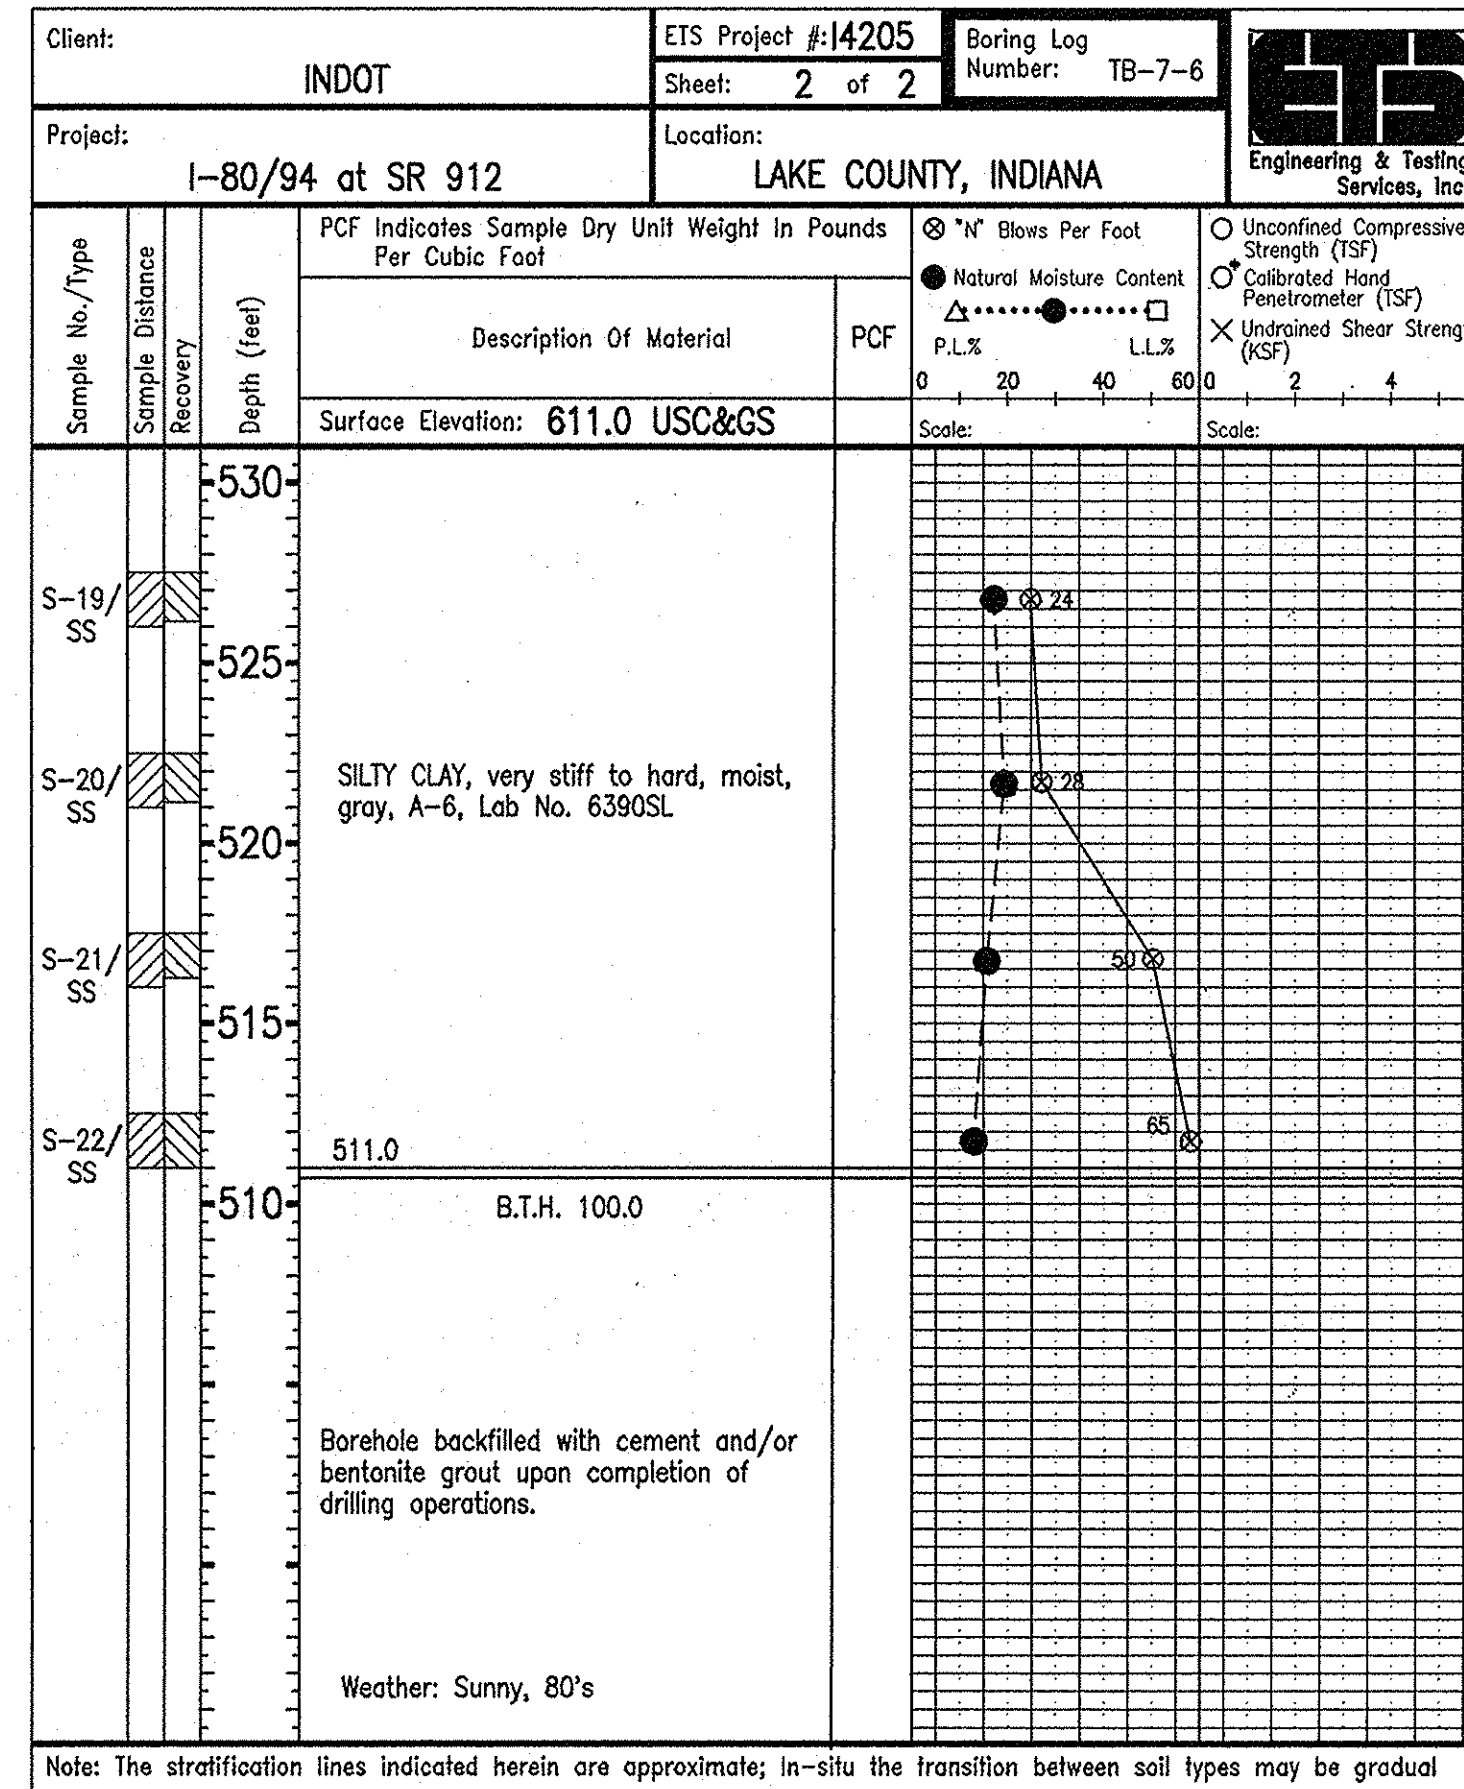 Client:
INDOT
ETS Project #:14205
Sheet: 2 of 2
Boring Log
Number: TB-7-6
ETS
Engineering & Testing
Services, Inc
Project:
I-80/94 at SR 912
Location:
LAKE COUNTY, INDIANA
Sample No./Type
Sample Distance
Recovery
Depth (feet)
PCF Indicates Sample Dry Unit Weight In Pounds
Per Cubic Foot
Description Of Material
PCF
Surface Elevation: 611.0 USC&GS
⊗ "N" Blows Per Foot
● Natural Moisture Content
P.L.% L.L.%
0 20 40 60
Scale:
○ Unconfined Compressive
Strength (TSF)
○* Calibrated Hand
Penetrometer (TSF)
× Undrained Shear Streng
(KSF)
0 2 4
Scale:
530
S-19/
SS
24
525
S-20/
SS
SILTY CLAY, very stiff to hard, moist,
gray, A-6, Lab No. 6390SL
28
520
S-21/
SS
50
515
S-22/
SS
511.0
65
510
B.T.H. 100.0
Borehole backfilled with cement and/or
bentonite grout upon completion of
drilling operations.
Weather: Sunny, 80's
Note: The stratification lines indicated herein are approximate; In-situ the transition between soil types may be gradual